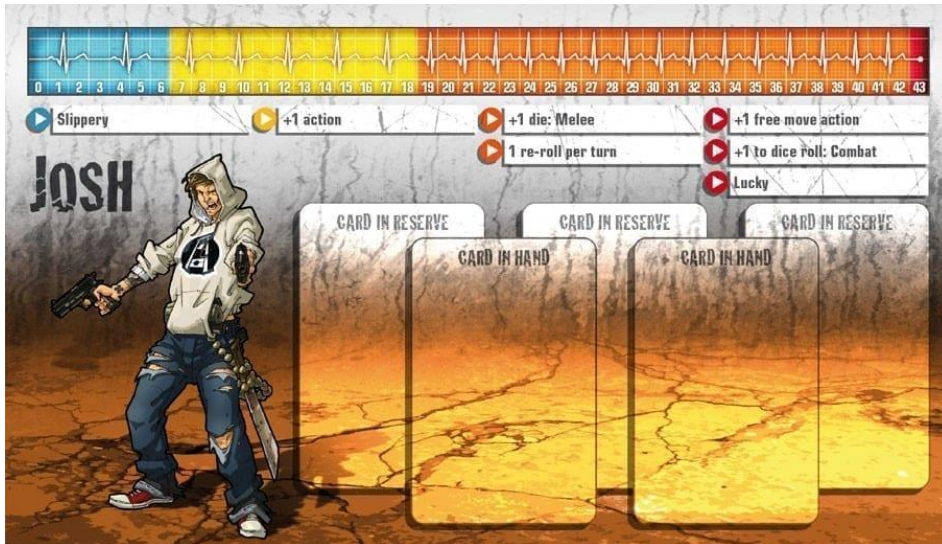 0 1 2 3 4 5 6 7 8 9 10 11 12 13 14 15 16 17 18 19 20 21 22 23 24 25 26 27 28 29 30 31 32 33 34 35 36 37 38 39 40 41 42 43
Slippery +1 action +1 die: Melee +1 free move action
1 re-roll per turn +1 to dice roll: Combat
Lucky
JOSH
CARD IN RESERVE CARD IN RESERVE CARD IN RESERVE
CARD IN HAND CARD IN HAND